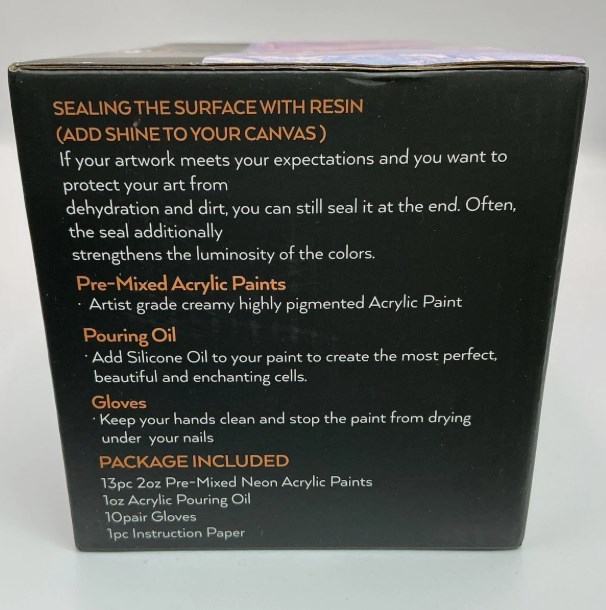 SEALING THE SURFACE WITH RESIN
(ADD SHINE TO YOUR CANVAS )
If your artwork meets your expectations and you want to
protect your art from
dehydration and dirt, you can still seal it at the end. Often,
the seal additionally
strengthens the luminosity of the colors.
Pre-Mixed Acrylic Paints
· Artist grade creamy highly pigmented Acrylic Paint
Pouring Oil
· Add Silicone Oil to your paint to create the most perfect,
beautiful and enchanting cells.
Gloves
· Keep your hands clean and stop the paint from drying
under your nails
PACKAGE INCLUDED
13pc 2oz Pre-Mixed Neon Acrylic Paints
1oz Acrylic Pouring Oil
10pair Gloves
1pc Instruction Paper